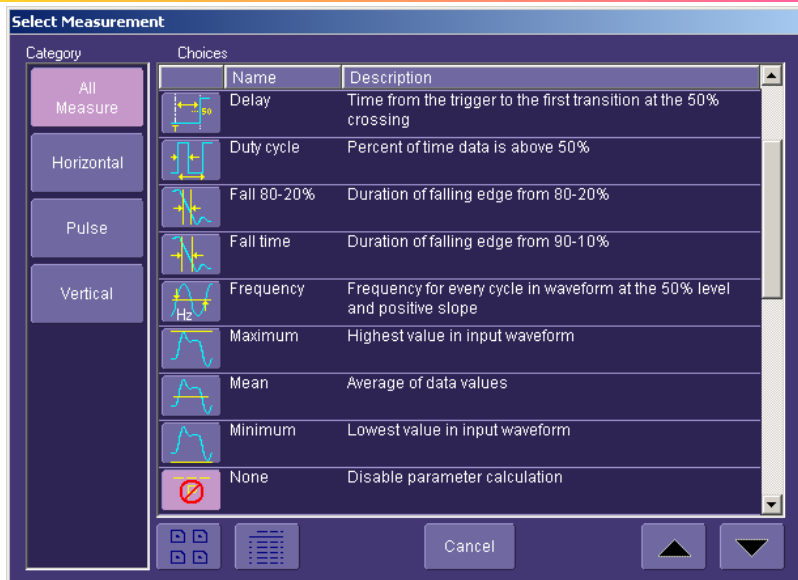 Select Measurement
Category
Choices
All
Measure
Horizontal
Pulse
Vertical
Name Description
50
T
Delay Time from the trigger to the first transition at the 50%
crossing
Duty cycle Percent of time data is above 50%
Fall 80-20% Duration of falling edge from 80-20%
Fall time Duration of falling edge from 90-10%
Hz
Frequency Frequency for every cycle in waveform at the 50% level
and positive slope
Maximum Highest value in input waveform
Mean Average of data values
Minimum Lowest value in input waveform
None Disable parameter calculation
Cancel